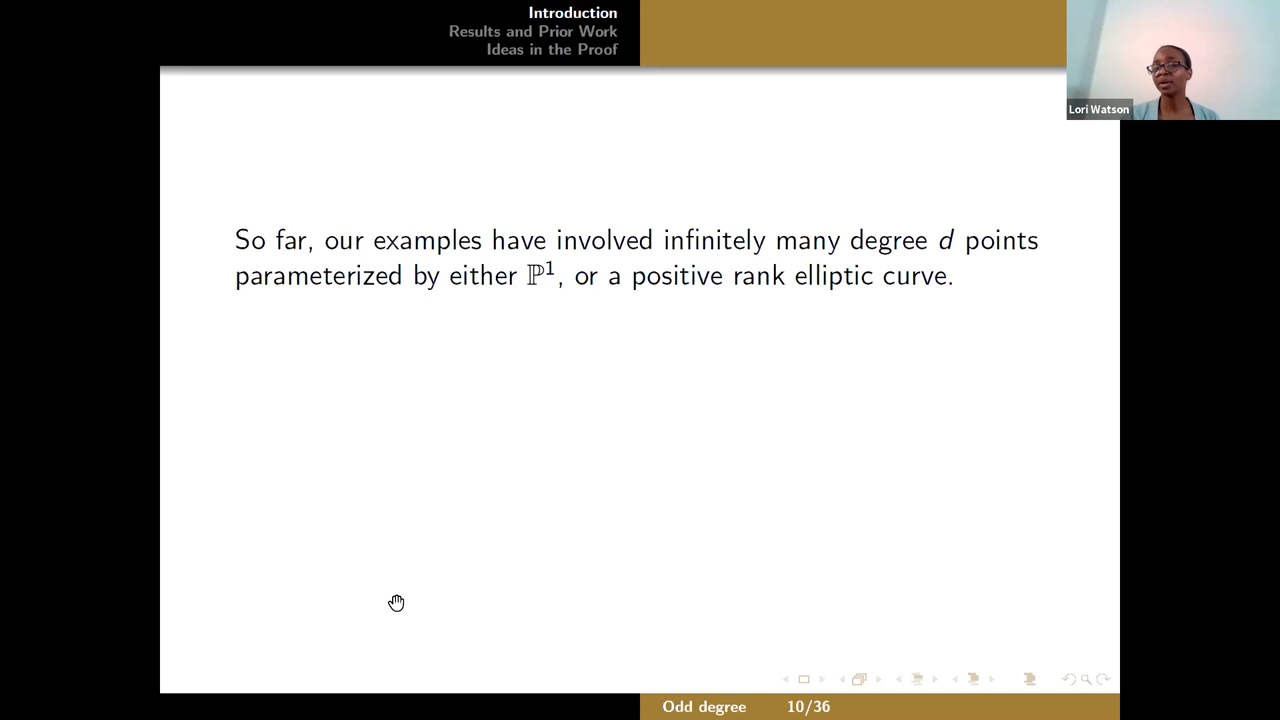 Introduction
Results and Prior Work
Ideas in the Proof
Lori Watson
So far, our examples have involved infinitely many degree d points
parameterized by either ℙ¹, or a positive rank elliptic curve.
Odd degree 10/36